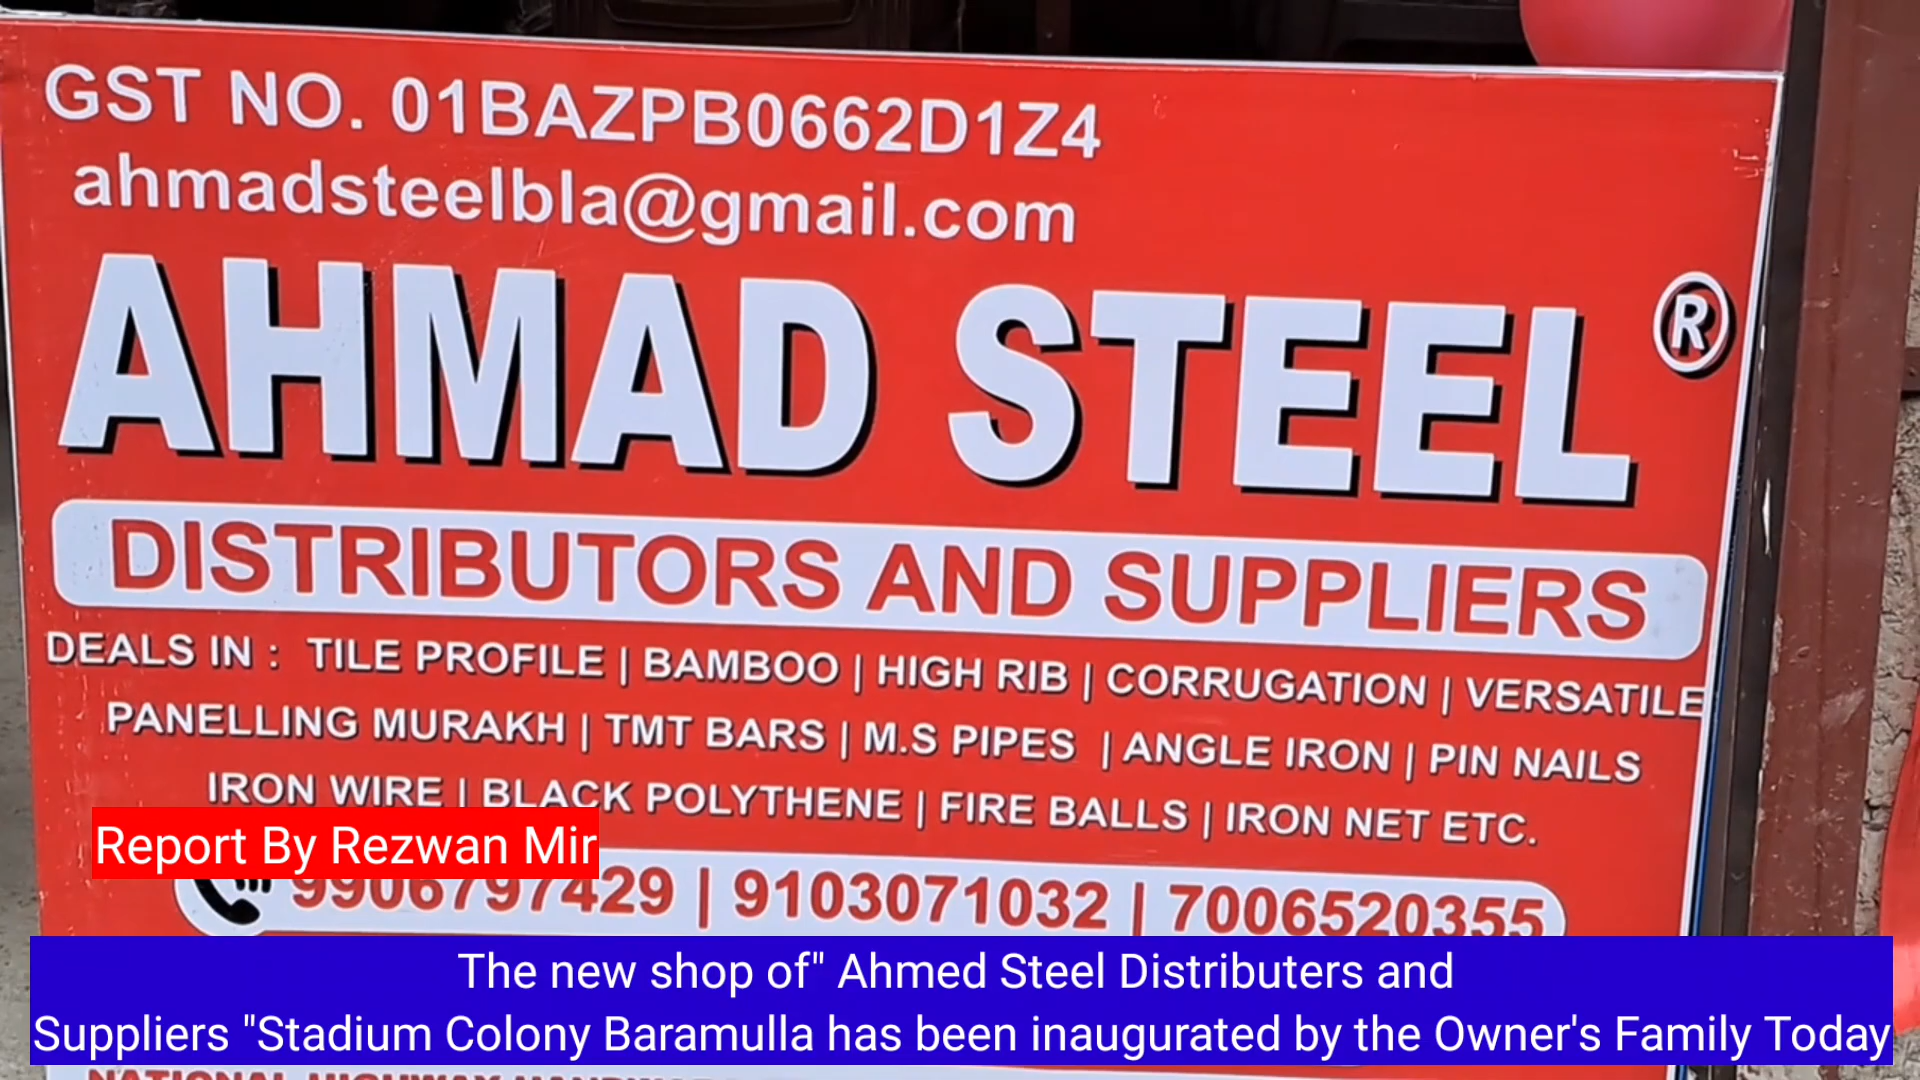 GST NO. 01BAZPB0662D1Z4
ahmadsteelbla@gmail.com
AHMAD STEEL ®
DISTRIBUTORS AND SUPPLIERS
DEALS IN : TILE PROFILE | BAMBOO | HIGH RIB | CORRUGATION | VERSATILE
PANELLING MURAKH | TMT BARS | M.S PIPES | ANGLE IRON | PIN NAILS
IRON WIRE | BLACK POLYTHENE | FIRE BALLS | IRON NET ETC.
Report By Rezwan Mir
9906797429 | 9103071032 | 7006520355
The new shop of" Ahmed Steel Distributers and
Suppliers "Stadium Colony Baramulla has been inaugurated by the Owner's Family Today
NATIONAL HIGHWAY